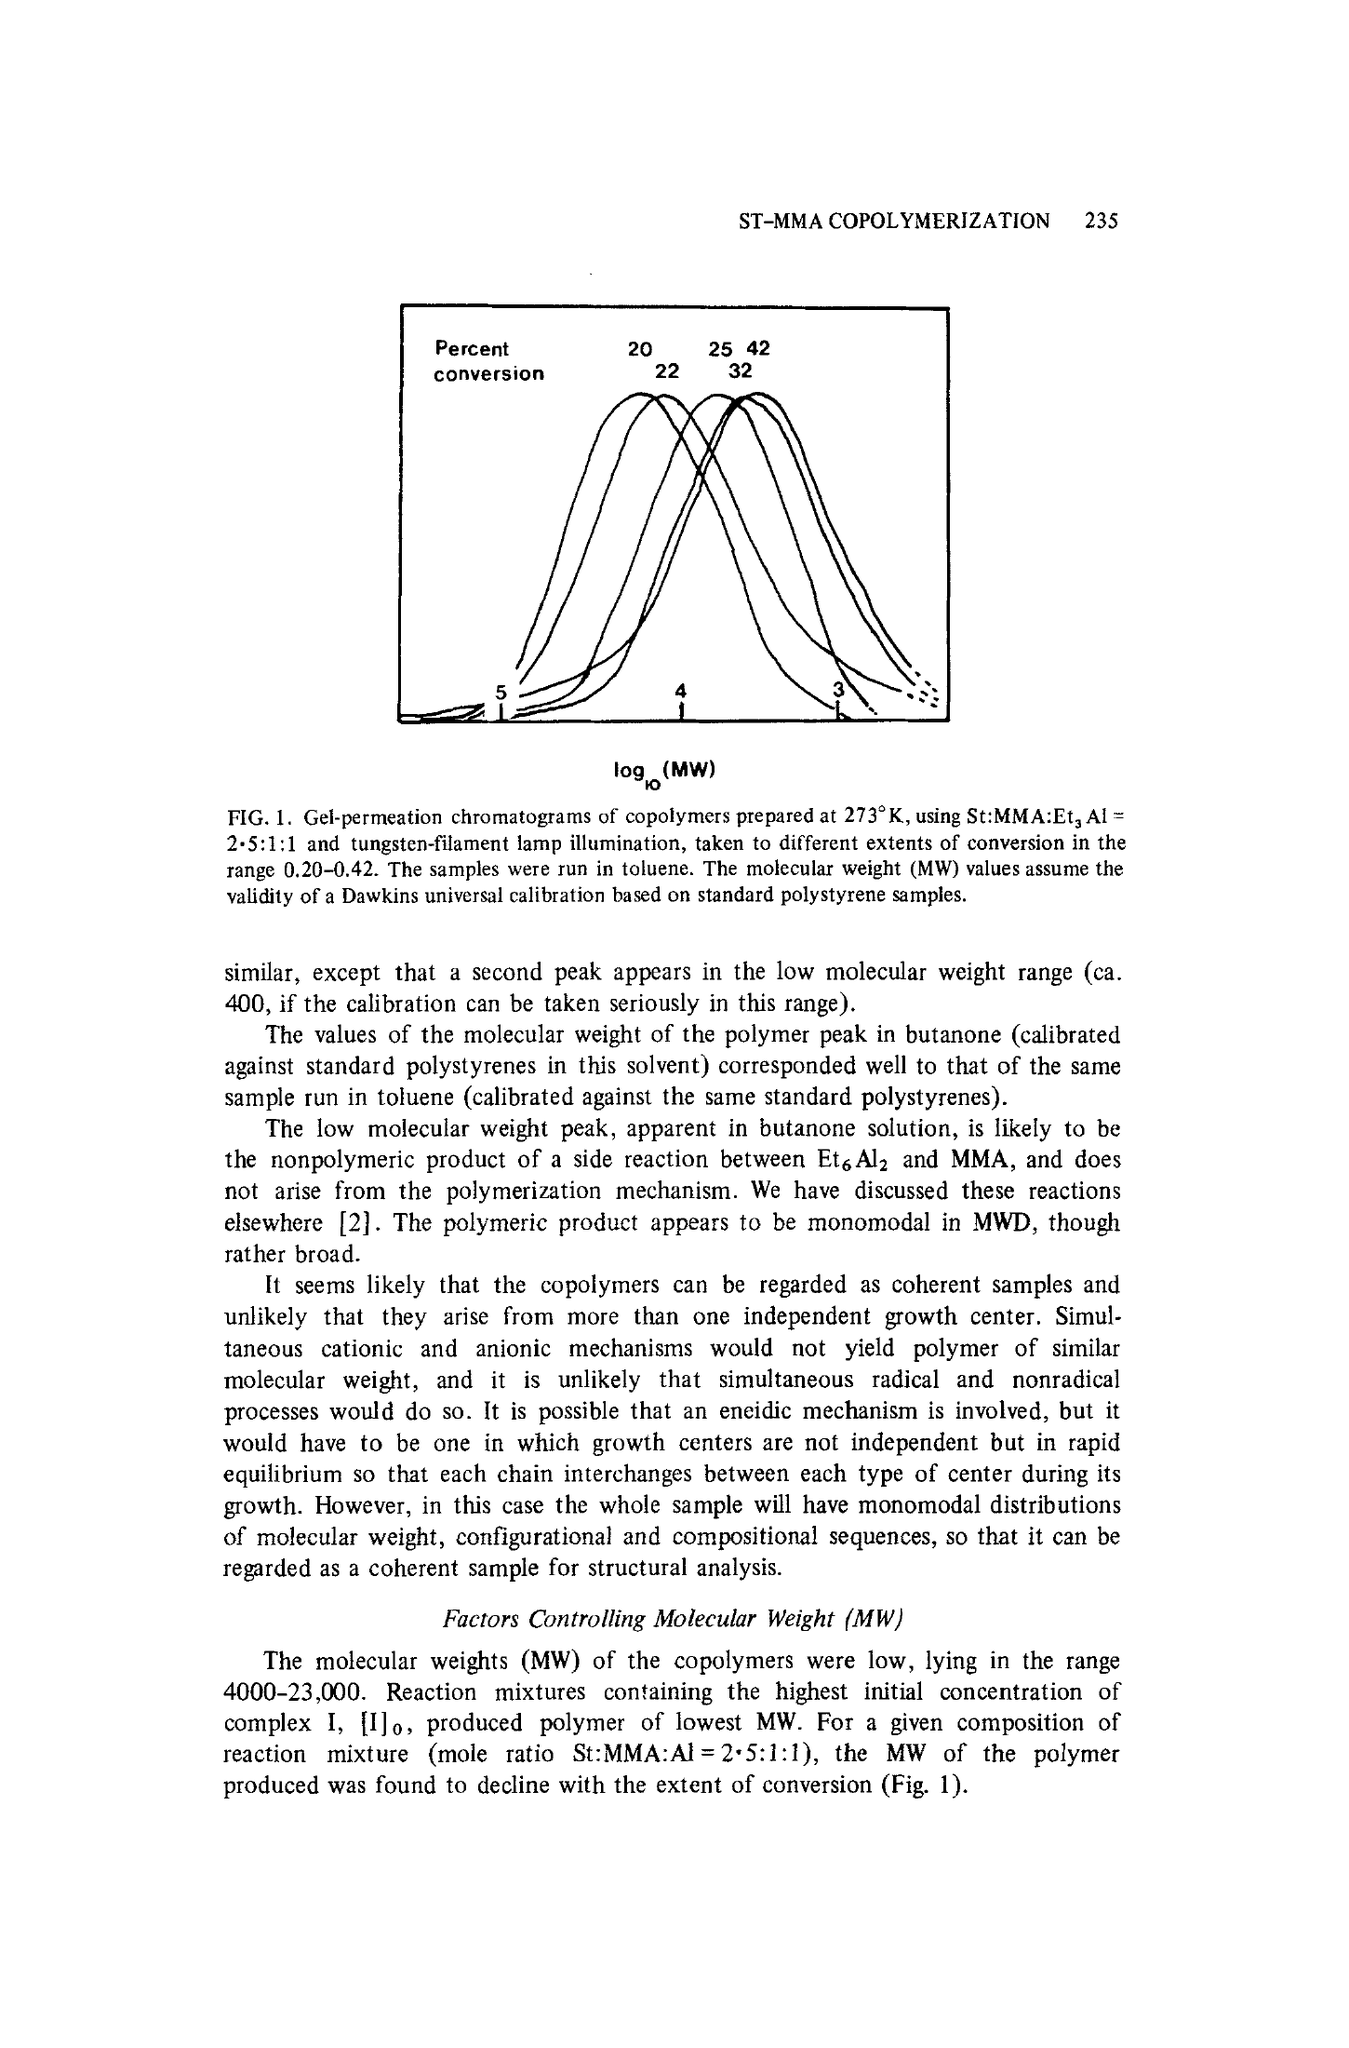 ST-MMA COPOLYMERIZATION 235
Percent 20 25 42
conversion 22 32
5 4 3
log10(MW)
FIG. 1. Gel-permeation chromatograms of copolymers prepared at 273°K, using St:MMA:Et3Al =
2·5:1:1 and tungsten-filament lamp illumination, taken to different extents of conversion in the
range 0.20-0.42. The samples were run in toluene. The molecular weight (MW) values assume the
validity of a Dawkins universal calibration based on standard polystyrene samples.
similar, except that a second peak appears in the low molecular weight range (ca.
400, if the calibration can be taken seriously in this range).
The values of the molecular weight of the polymer peak in butanone (calibrated
against standard polystyrenes in this solvent) corresponded well to that of the same
sample run in toluene (calibrated against the same standard polystyrenes).
The low molecular weight peak, apparent in butanone solution, is likely to be
the nonpolymeric product of a side reaction between Et6Al2 and MMA, and does
not arise from the polymerization mechanism. We have discussed these reactions
elsewhere [2]. The polymeric product appears to be monomodal in MWD, though
rather broad.
It seems likely that the copolymers can be regarded as coherent samples and
unlikely that they arise from more than one independent growth center. Simul-
taneous cationic and anionic mechanisms would not yield polymer of similar
molecular weight, and it is unlikely that simultaneous radical and nonradical
processes would do so. It is possible that an eneidic mechanism is involved, but it
would have to be one in which growth centers are not independent but in rapid
equilibrium so that each chain interchanges between each type of center during its
growth. However, in this case the whole sample will have monomodal distributions
of molecular weight, configurational and compositional sequences, so that it can be
regarded as a coherent sample for structural analysis.
Factors Controlling Molecular Weight (MW)
The molecular weights (MW) of the copolymers were low, lying in the range
4000-23,000. Reaction mixtures containing the highest initial concentration of
complex I, [I]0, produced polymer of lowest MW. For a given composition of
reaction mixture (mole ratio St:MMA:Al = 2·5:1:1), the MW of the polymer
produced was found to decline with the extent of conversion (Fig. 1).